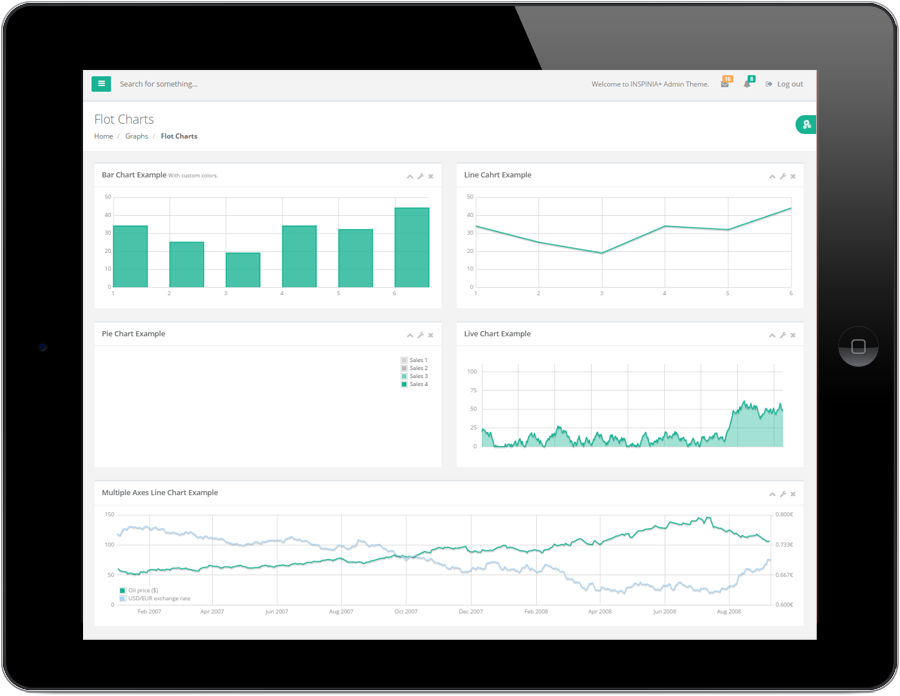 Search for something...
Welcome to INSPINIA+ Admin Theme.
16
8
Log out
Flot Charts
Home / Graphs / Flot Charts
Bar Chart Example With custom colors.
50
40
30
20
10
0
1 2 3 4 5 6
Line Cahrt Example
50
40
30
20
10
0
1 2 3 4 5 6
Pie Chart Example
Sales 1
Sales 2
Sales 3
Sales 4
Live Chart Example
100
75
50
25
0
Multiple Axes Line Chart Example
150
100
50
0
0.800€
0.733€
0.667€
0.600€
Oil price ($)
USD/EUR exchange rate
Feb 2007 Apr 2007 Jun 2007 Aug 2007 Oct 2007 Dec 2007 Feb 2008 Apr 2008 Jun 2008 Aug 2008